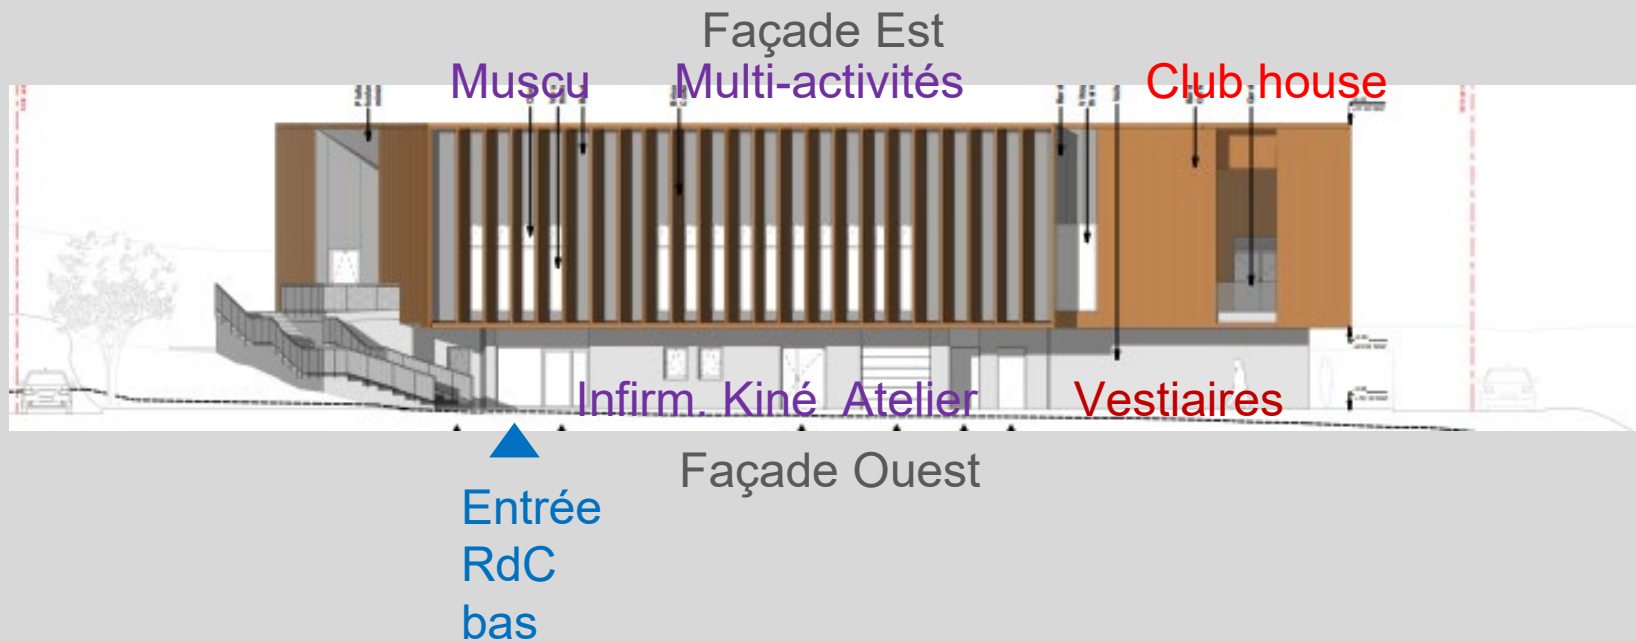 Façade Est
Muscu Multi-activités Club house
Infirm. Kiné Atelier Vestiaires
Façade Ouest
Entrée
RdC
bas